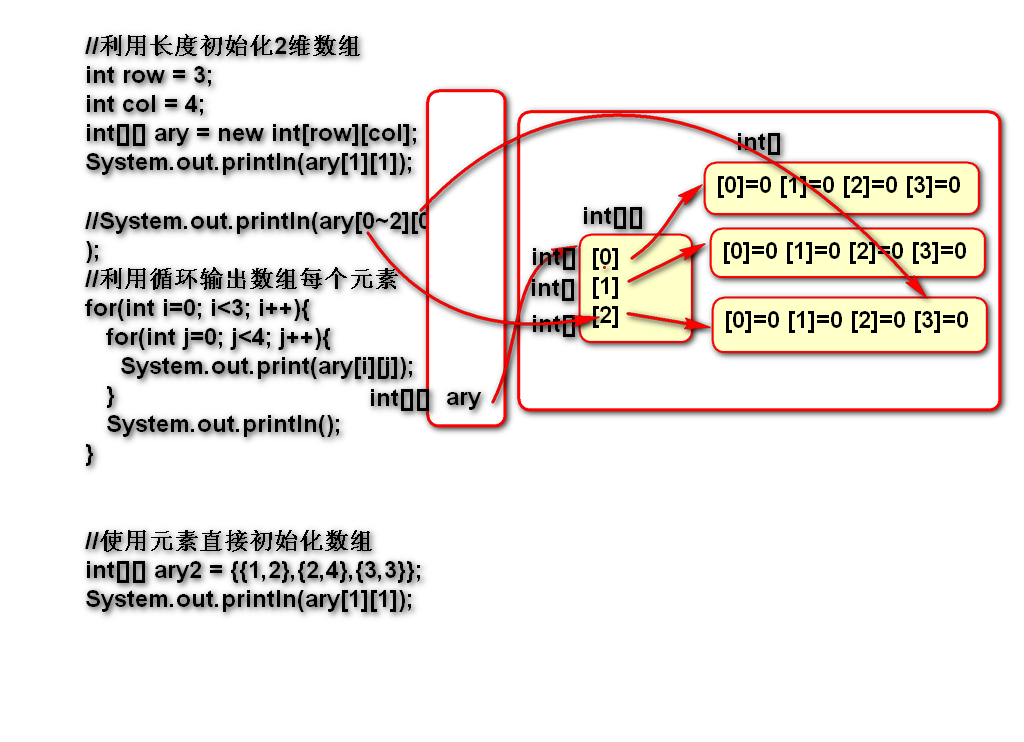 //利用长度初始化2维数组
int row = 3;
int col = 4;
int[][] ary = new int[row][col];
System.out.println(ary[1][1]);
//System.out.println(ary[0~2][0
);
//利用循环输出数组每个元素
for(int i=0; i<3; i++){
for(int j=0; j<4; j++){
System.out.print(ary[i][j]);
}
System.out.println();
}
//使用元素直接初始化数组
int[][] ary2 = {{1,2},{2,4},{3,3}};
System.out.println(ary[1][1]);
int[][] ary
int[][]
int[] [0]
int[] [1]
int[] [2]
int[]
[0]=0 [1]=0 [2]=0 [3]=0
[0]=0 [1]=0 [2]=0 [3]=0
[0]=0 [1]=0 [2]=0 [3]=0